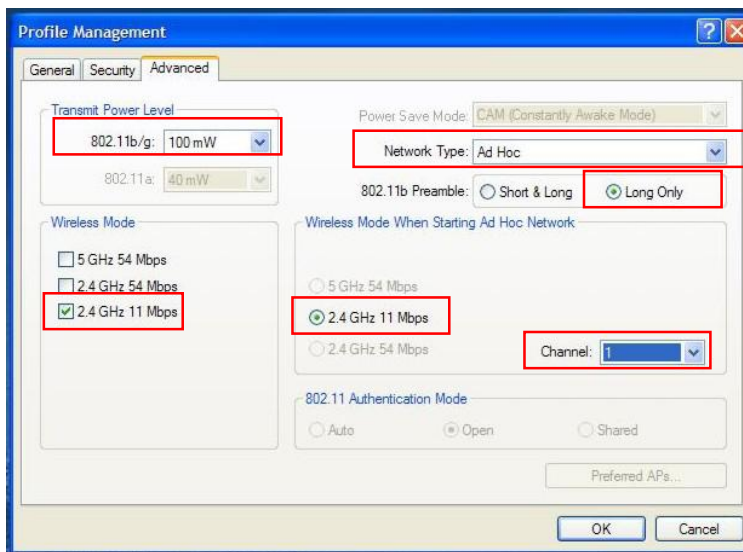 Profile Management
General Security Advanced
Transmit Power Level
802.11b/g: 100 mW
802.11a: 40 mW
Power Save Mode: CAM (Constantly Awake Mode)
Network Type: Ad Hoc
802.11b Preamble: Short & Long Long Only
Wireless Mode
5 GHz 54 Mbps
2.4 GHz 54 Mbps
2.4 GHz 11 Mbps
Wireless Mode When Starting Ad Hoc Network
5 GHz 54 Mbps
2.4 GHz 11 Mbps
2.4 GHz 54 Mbps
Channel: 1
802.11 Authentication Mode
Auto Open Shared
Preferred APs...
OK Cancel